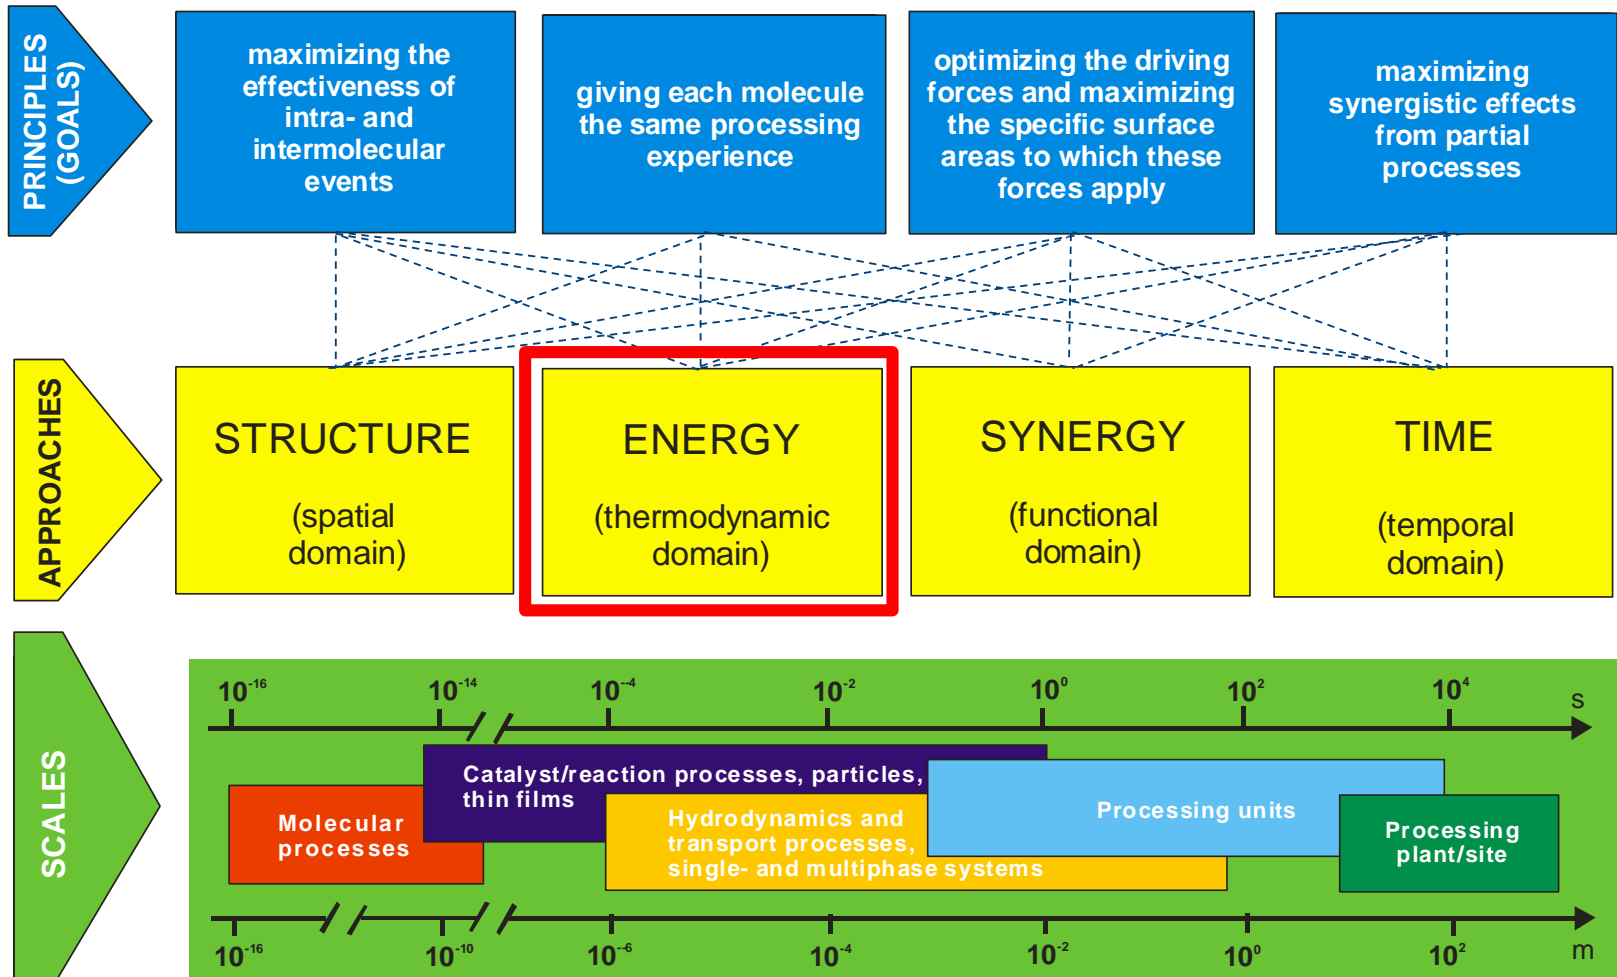 PRINCIPLES
(GOALS)
maximizing the
effectiveness of
intra- and
intermolecular
events
giving each molecule
the same processing
experience
optimizing the driving
forces and maximizing
the specific surface
areas to which these
forces apply
maximizing
synergistic effects
from partial
processes
APPROACHES
STRUCTURE
(spatial
domain)
ENERGY
(thermodynamic
domain)
SYNERGY
(functional
domain)
TIME
(temporal
domain)
SCALES
10⁻¹⁶ 10⁻¹⁴ 10⁻⁻⁴ 10⁻² 10⁰ 10² 10⁴ s
Catalyst/reaction processes, particles,
thin films
Molecular
processes
Hydrodynamics and
transport processes,
single- and multiphase systems
Processing units
Processing
plant/site
10⁻¹⁶ 10⁻¹⁰ 10⁻⁻⁶ 10⁻⁴ 10⁻² 10⁰ 10² m